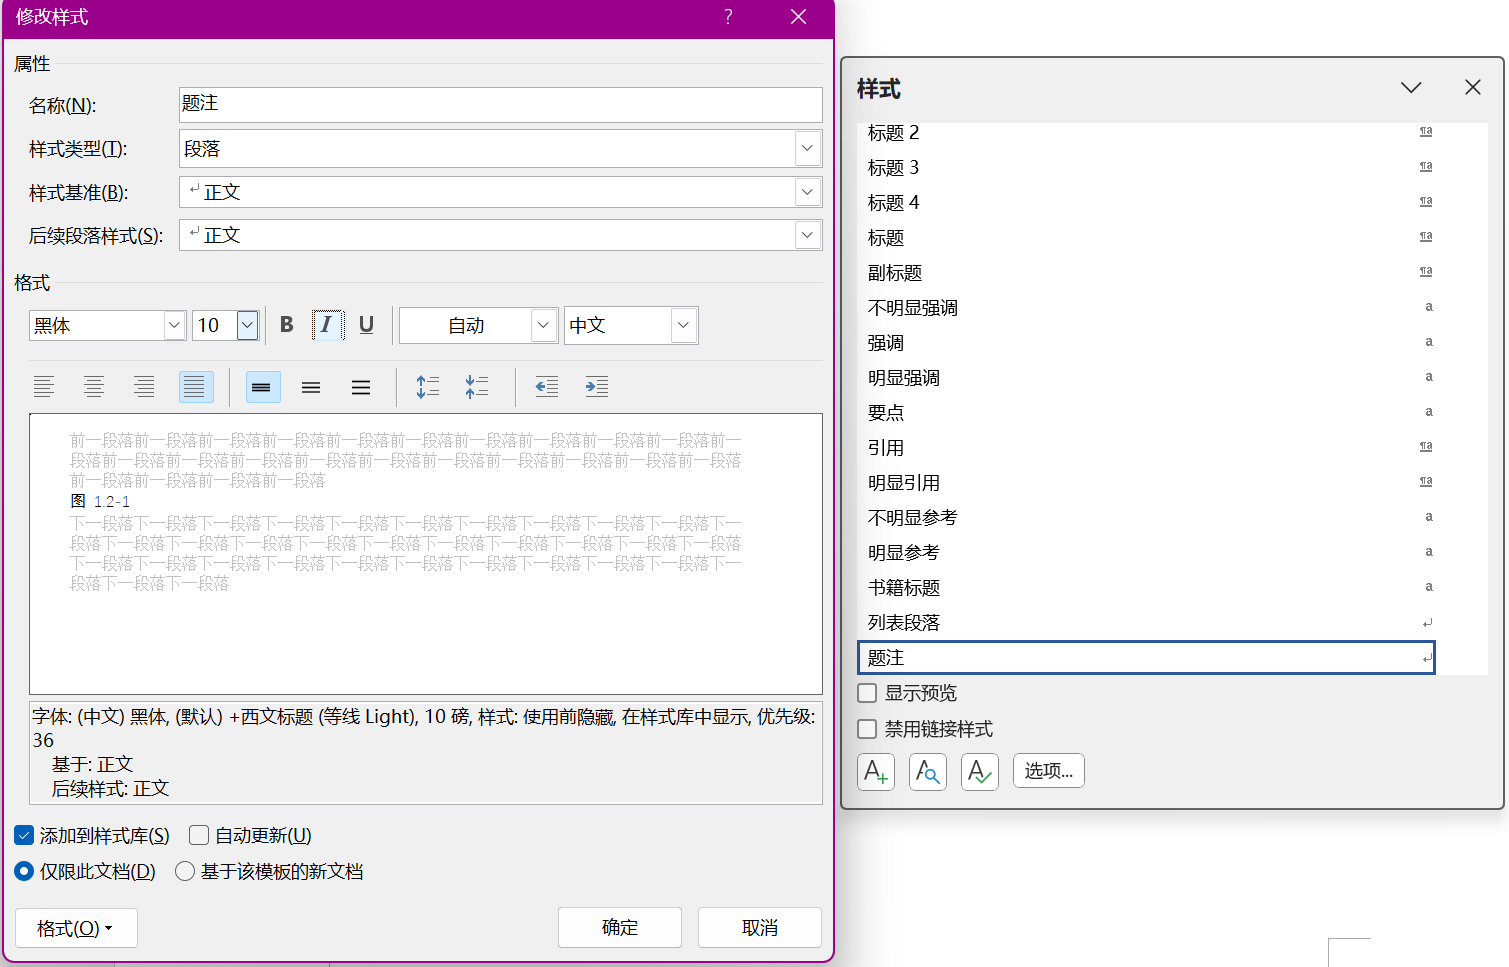 修改样式
?
属性
名称(N):
题注
样式类型(T):
段落
样式基准(B):
正文
后续段落样式(S):
正文
格式
黑体
10
B
I
U
自动
中文
前一段落前一段落前一段落前一段落前一段落前一段落前一段落前一段落前一段落前一段落前一
段落前一段落前一段落前一段落前一段落前一段落前一段落前一段落前一段落前一段落前一段落
前一段落前一段落前一段落前一段落
图 1.2-1
下一段落下一段落下一段落下一段落下一段落下一段落下一段落下一段落下一段落下一段落下一
段落下一段落下一段落下一段落下一段落下一段落下一段落下一段落下一段落下一段落下一段落
下一段落下一段落下一段落下一段落下一段落下一段落下一段落下一段落下一段落下一段落下一
段落下一段落下一段落
字体: (中文) 黑体, (默认) +西文标题 (等线 Light), 10 磅, 样式: 使用前隐藏, 在样式库中显示, 优先级:
36
基于: 正文
后续样式: 正文
添加到样式库(S)
自动更新(U)
仅限此文档(D)
基于该模板的新文档
格式(O)
确定
取消
样式
标题 2
标题 3
标题 4
标题
副标题
不明显强调
a
强调
a
明显强调
a
要点
a
引用
明显引用
不明显参考
a
明显参考
a
书籍标题
a
列表段落
题注
显示预览
禁用链接样式
选项...